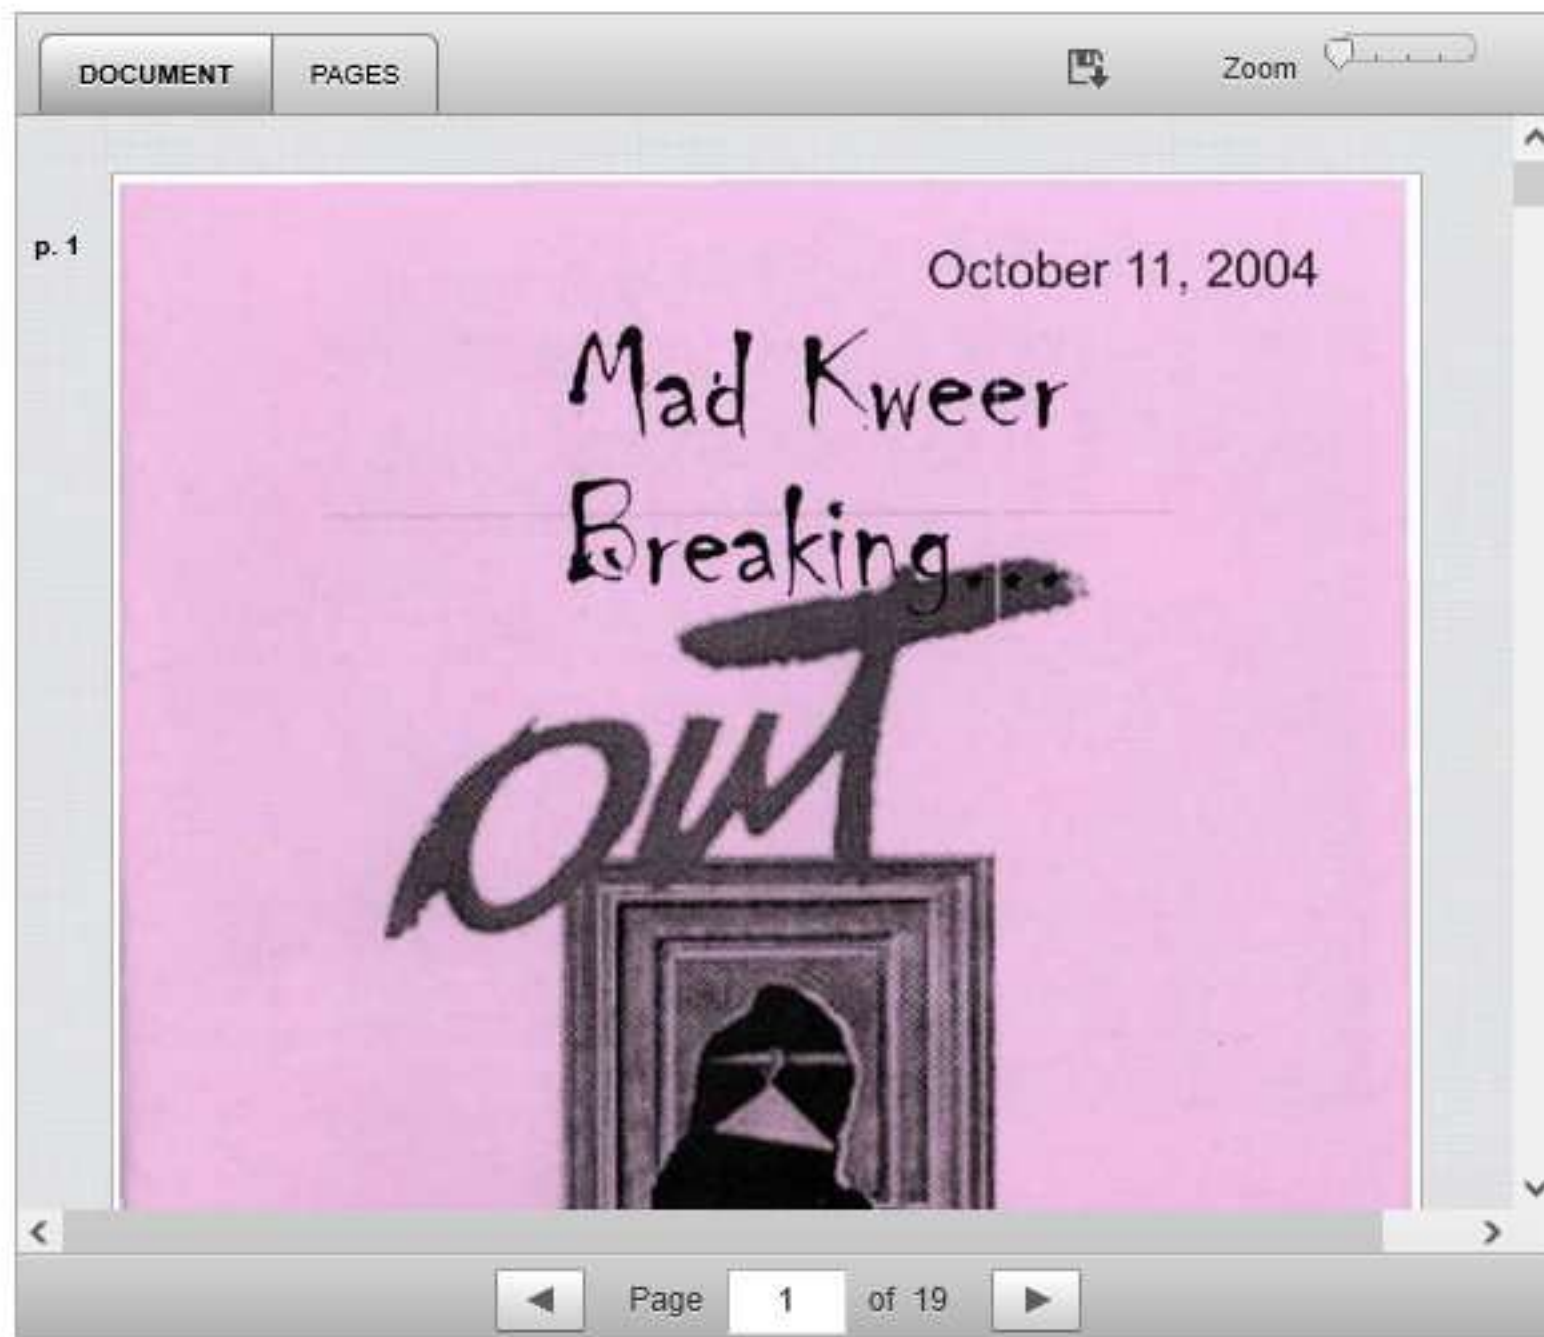 DOCUMENT PAGES Zoom
p. 1
October 11, 2004
Mad Kweer
Breaking...
OuT
Page 1 of 19